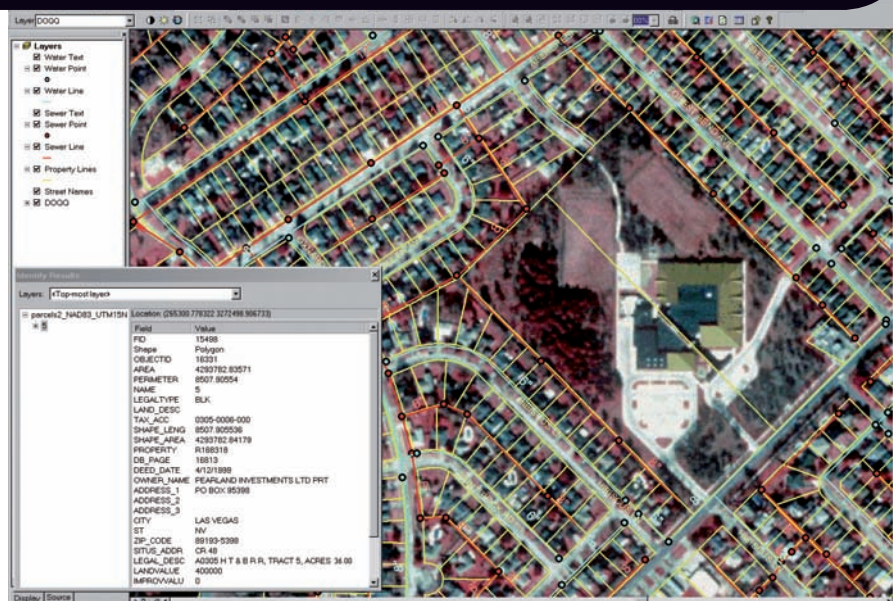 Layer DOQQ
Layers
Water Text
Water Point
Water Line
Sewer Text
Sewer Point
Sewer Line
Property Lines
Street Names
DOQQ
Identify Results
Layers: <Top-most layer>
parcels2_NAD83_UTM15N
5
Location: (265300.778322 3272498.906733)
Field Value
FID 15498
Shape Polygon
OBJECTID 18331
AREA 4293782.83571
PERIMETER 8507.90554
NAME 5
LEGALTYPE BLK
LAND_DESC
TAX_ACC 0305-0006-000
SHAPE_LENG 8507.905536
SHAPE_AREA 4293782.84179
PROPERTY R168318
DB_PAGE 16813
DEED_DATE 4/12/1999
OWNER_NAME PEARLAND INVESTMENTS LTD PRT
ADDRESS_1 PO BOX 95398
ADDRESS_2
ADDRESS_3
CITY LAS VEGAS
ST NV
ZIP_CODE 89193-5398
SITUS_ADDR CR 48
LEGAL_DESC A0305 H T & B R R, TRACT 5, ACRES 36.00
LANDVALUE 400000
IMPROVVALU 0
Display Source